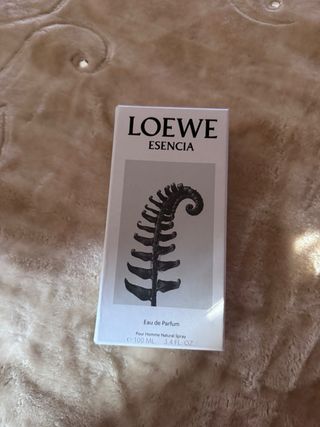 LOEWE
ESENCIA
Eau de Parfum
Pour Homme Natural Spray
℮ 100 ML 3.4 FL. OZ